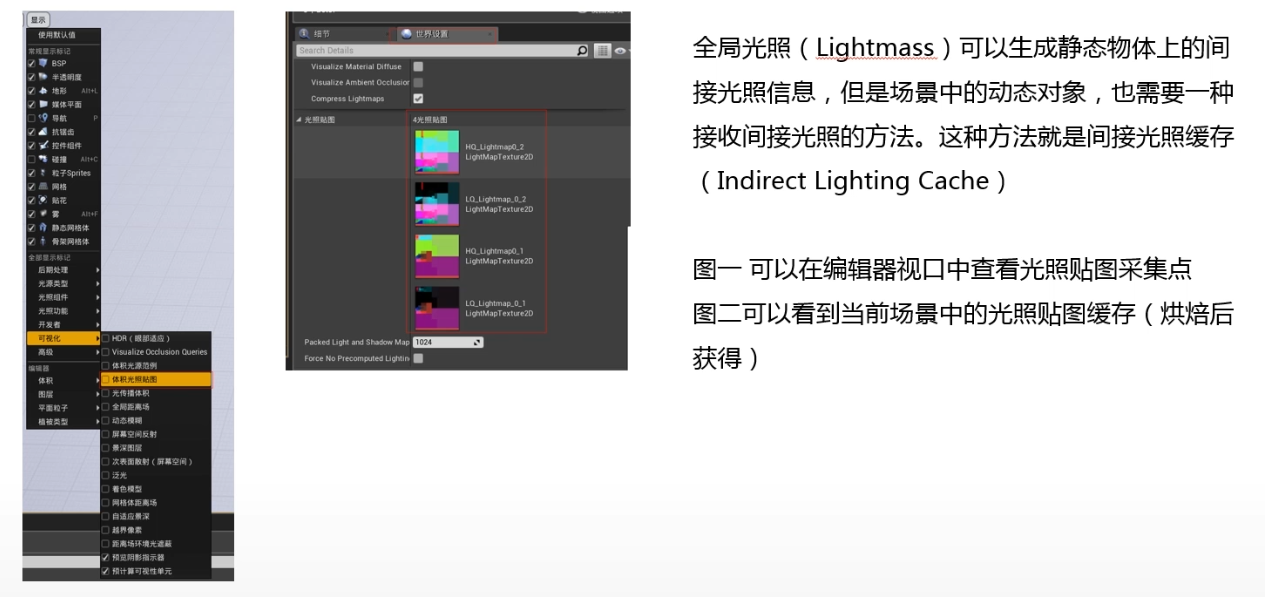 显示
使用默认值
常规显示标记
BSP
半透明度
地形 Alt+L
媒体平面
导航 P
抗锯齿
控件组件
碰撞 Alt+C
粒子Sprites
网格
贴花
雾 Alt+F
静态网格体
骨架网格体
全部显示标记
后期处理
光源类型
光照组件
光照功能
开发者
可视化
高级
编辑器
体积
图层
平面粒子
植被类型
HDR（眼部适应）
Visualize Occlusion Queries
体积光源范例
体积光照贴图
光传播体积
全局距离场
动态模糊
屏幕空间反射
景深图层
次表面散射（屏幕空间）
泛光
着色模型
网格体距离场
自适应景深
越界像素
距离场环境光遮蔽
预览阴影指示器
预计算可视性单元
细节
世界设置
Search Details
Visualize Material Diffuse
Visualize Ambient Occlusion
Compress Lightmaps
光照贴图
4光照贴图
HQ_Lightmap0_2
LightMapTexture2D
LQ_Lightmap_0_2
LightMapTexture2D
HQ_Lightmap0_1
LightMapTexture2D
LQ_Lightmap_0_1
LightMapTexture2D
Packed Light and Shadow Map
1024
Force No Precomputed Lightin
全局光照（Lightmass）可以生成静态物体上的间
接光照信息，但是场景中的动态对象，也需要一种
接收间接光照的方法。这种方法就是间接光照缓存
（Indirect Lighting Cache）
图一 可以在编辑器视口中查看光照贴图采集点
图二可以看到当前场景中的光照贴图缓存（烘焙后
获得）